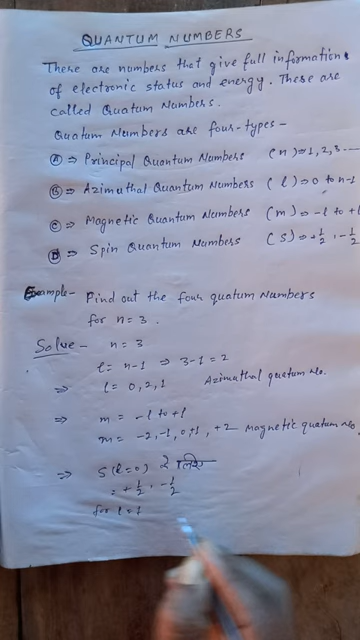 QUANTUM NUMBERS
There are numbers that give full information
of electronic status and energy. These are
called Quatum Numbers.
Quatum Numbers are four-types -
(A) ⇒ Principal Quantum Numbers (n) ⇒ 1, 2, 3 ----
(B) ⇒ Azimuthal Quantum Numbers (l) ⇒ 0 to n-1
(C) ⇒ Magnetic Quantum Numbers (m) ⇒ -l to +l
(D) ⇒ Spin Quantum Numbers (S) ⇒ +1/2, -1/2
Example - Find out the four quatum Numbers
for n = 3.
Solve - n = 3
l = n-1 ⇒ 3-1 = 2
⇒ l = 0, 2, 1 Azimuthal quatum No.
⇒ m = -l to +l
m = -2, -1, 0, +1, +2 Magnetic quatum No.
⇒ S(l=0) के लिए
= +1/2, -1/2
for l = 1